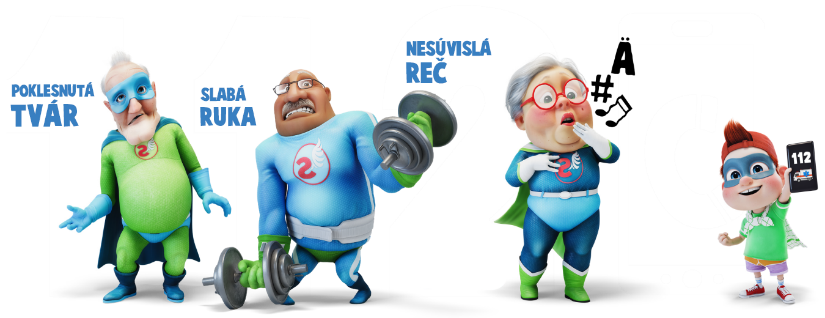 POKLESNUTÁ
TVÁR
SLABÁ
RUKA
NESÚVISLÁ
REČ
Ä
#
112